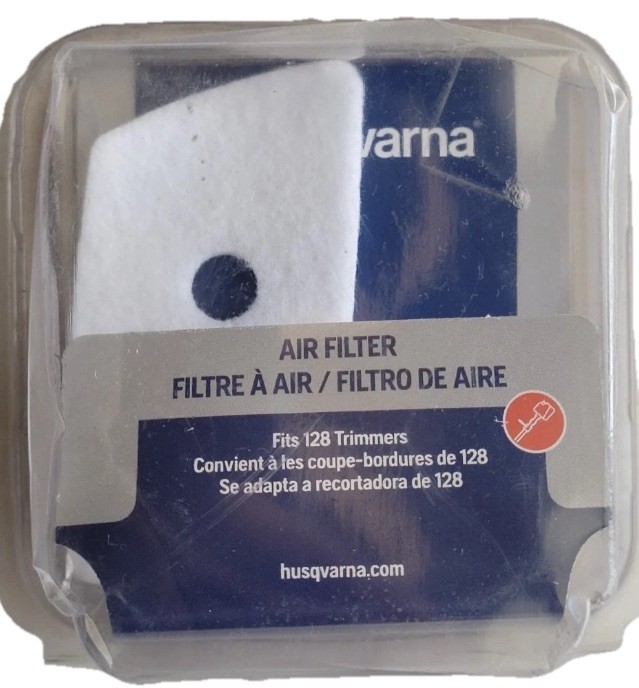 varna
AIR FILTER
FILTRE À AIR / FILTRO DE AIRE
Fits 128 Trimmers
Convient à les coupe-bordures de 128
Se adapta a recortadora de 128
husqvarna.com